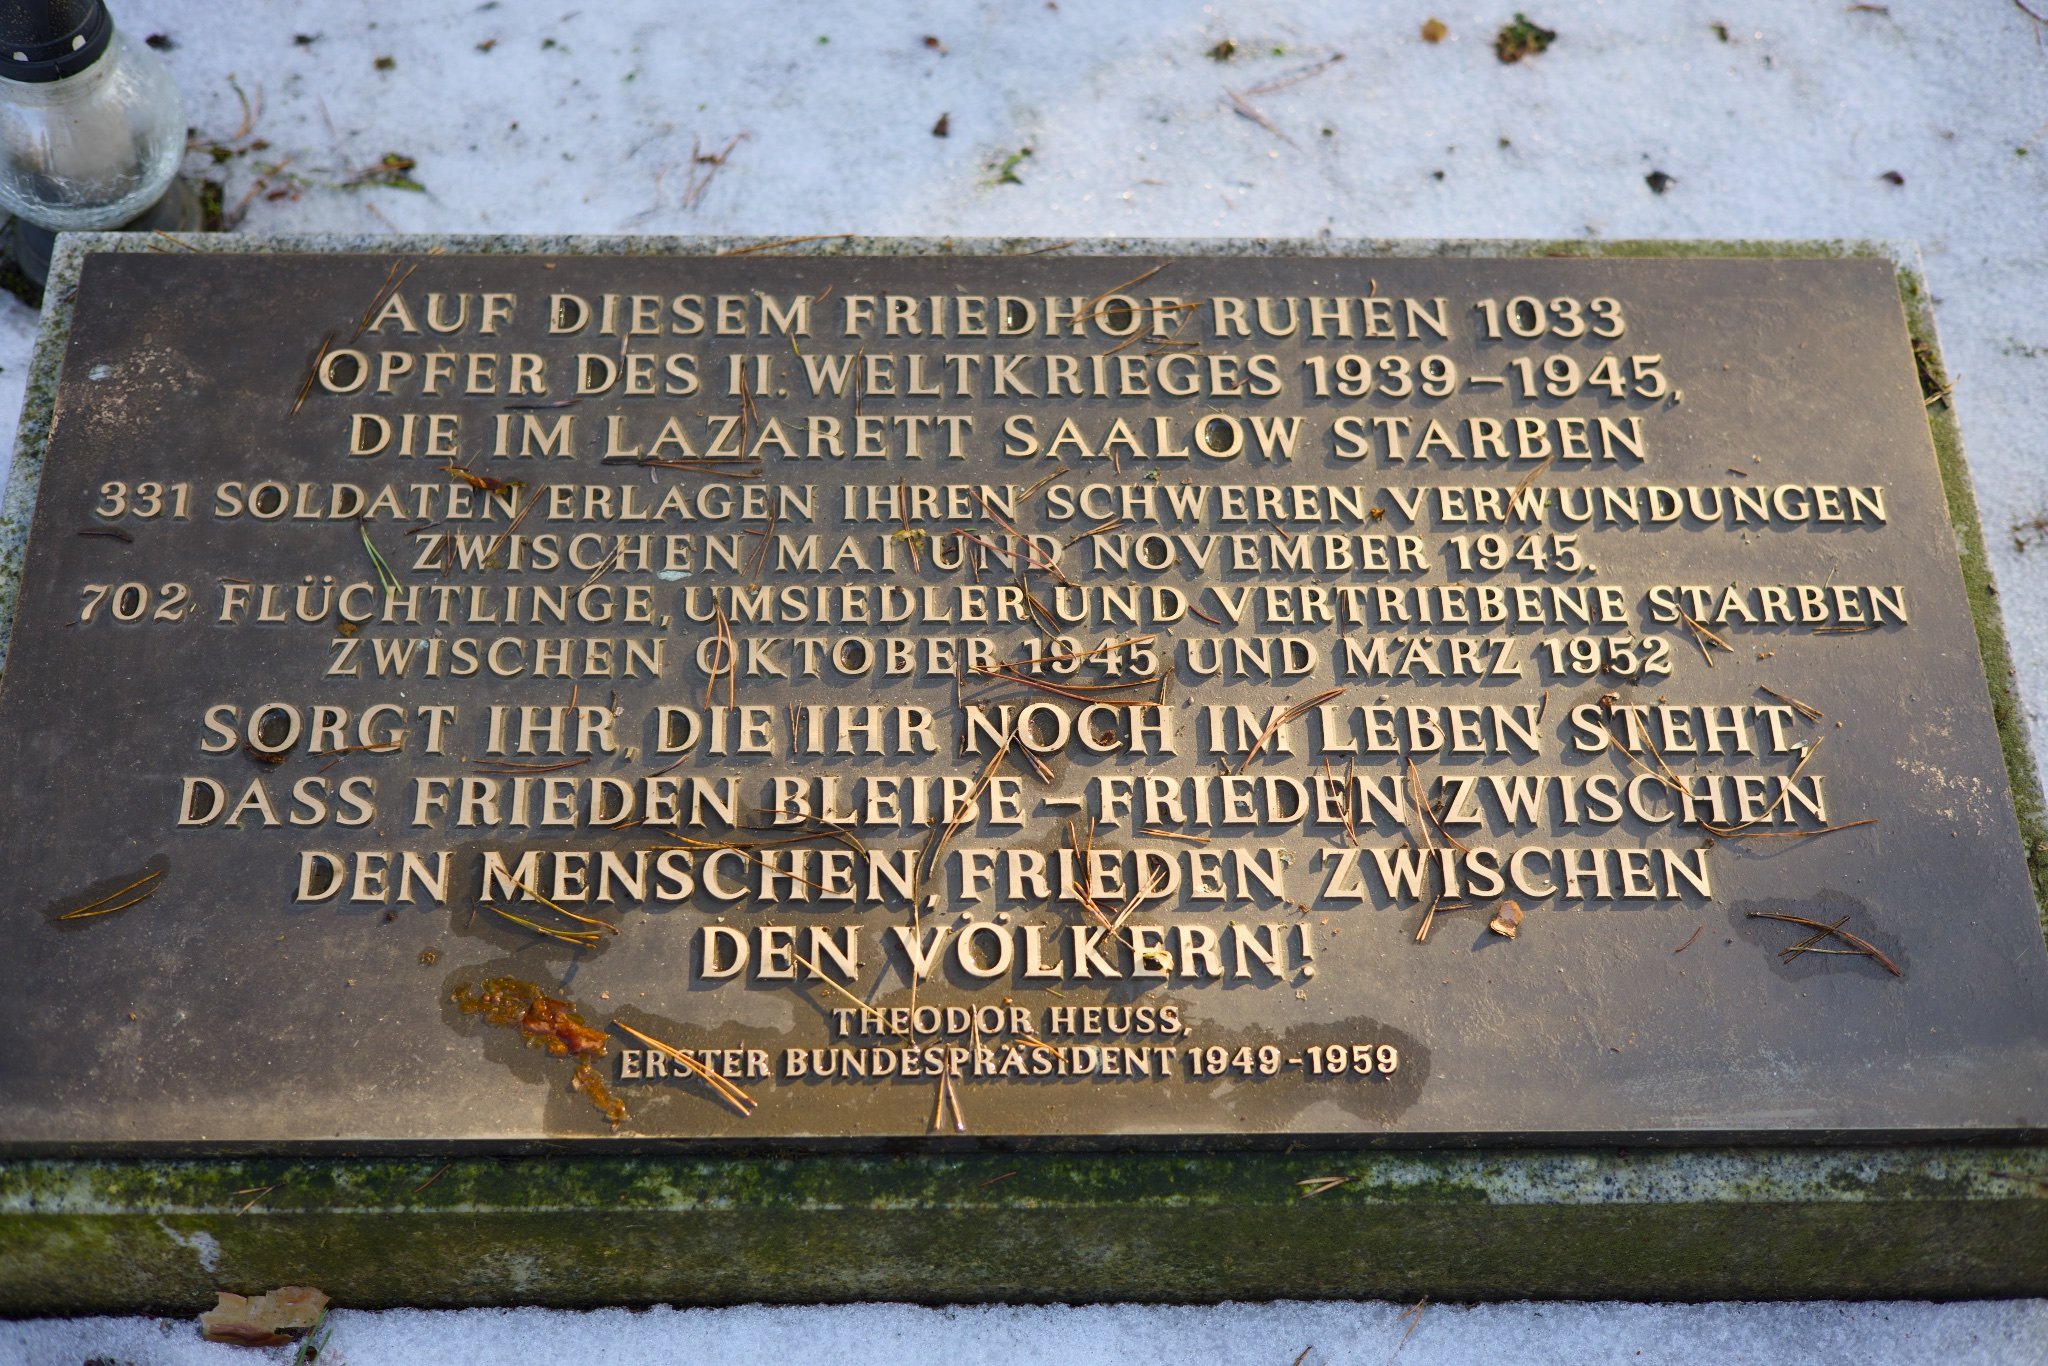 AUF DIESEM FRIEDHOF RUHEN 1033
OPFER DES II. WELTKRIEGES 1939–1945,
DIE IM LAZARETT SAALOW STARBEN
331 SOLDATEN ERLAGEN IHREN SCHWEREN VERWUNDUNGEN
ZWISCHEN MAI UND NOVEMBER 1945.
702 FLÜCHTLINGE, UMSIEDLER UND VERTRIEBENE STARBEN
ZWISCHEN OKTOBER 1945 UND MÄRZ 1952
SORGT IHR, DIE IHR NOCH IM LEBEN STEHT,
DASS FRIEDEN BLEIBE – FRIEDEN ZWISCHEN
DEN MENSCHEN, FRIEDEN ZWISCHEN
DEN VÖLKERN!
THEODOR HEUSS,
ERSTER BUNDESPRÄSIDENT 1949-1959